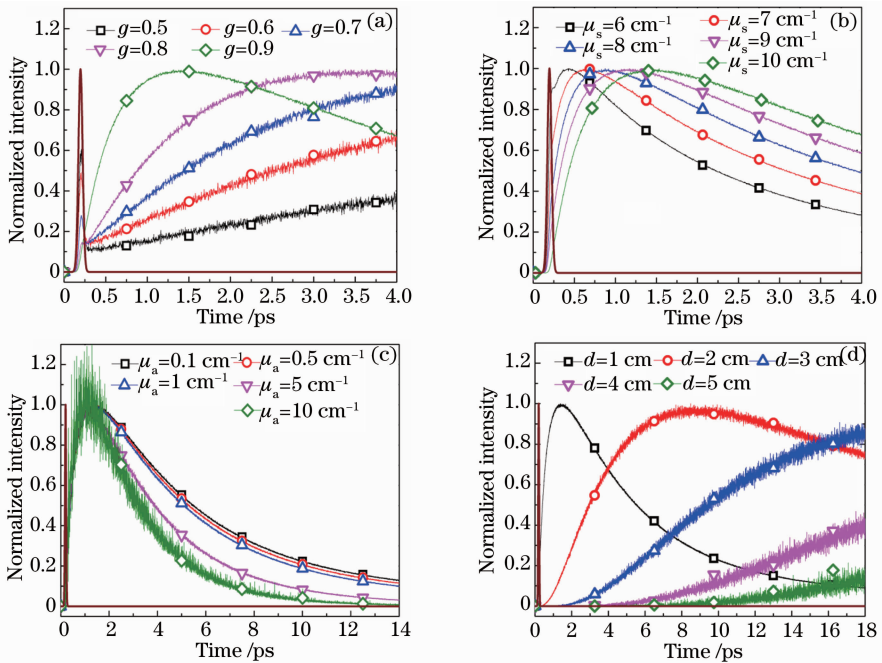 (a)
g=0.5 g=0.6 g=0.7
g=0.8 g=0.9
Normalized intensity
1.2
1.0
0.8
0.6
0.4
0.2
0
0 0.5 1.0 1.5 2.0 2.5 3.0 3.5 4.0
Time /ps
(b)
μs=6 cm⁻¹ μs=7 cm⁻¹
μs=8 cm⁻¹ μs=9 cm⁻¹
μs=10 cm⁻¹
Normalized intensity
1.2
1.0
0.8
0.6
0.4
0.2
0
0 0.5 1.0 1.5 2.0 2.5 3.0 3.5 4.0
Time /ps
(c)
μa=0.1 cm⁻¹ μa=0.5 cm⁻¹
μa=1 cm⁻¹ μa=5 cm⁻¹
μa=10 cm⁻¹
Normalized intensity
1.2
1.0
0.8
0.6
0.4
0.2
0
0 2 4 6 8 10 12 14
Time /ps
(d)
d=1 cm d=2 cm d=3 cm
d=4 cm d=5 cm
Normalized intensity
1.2
1.0
0.8
0.6
0.4
0.2
0
0 2 4 6 8 10 12 14 16 18
Time /ps